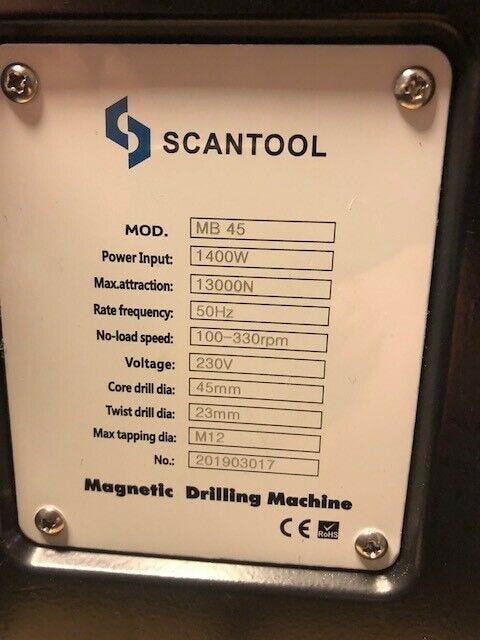 SCANTOOL
MOD. MB 45
Power Input: 1400W
Max.attraction: 13000N
Rate frequency: 50Hz
No-load speed: 100-330rpm
Voltage: 230V
Core drill dia: 45mm
Twist drill dia: 23mm
Max tapping dia: M12
No.: 201903017
Magnetic Drilling Machine
CE RoHS